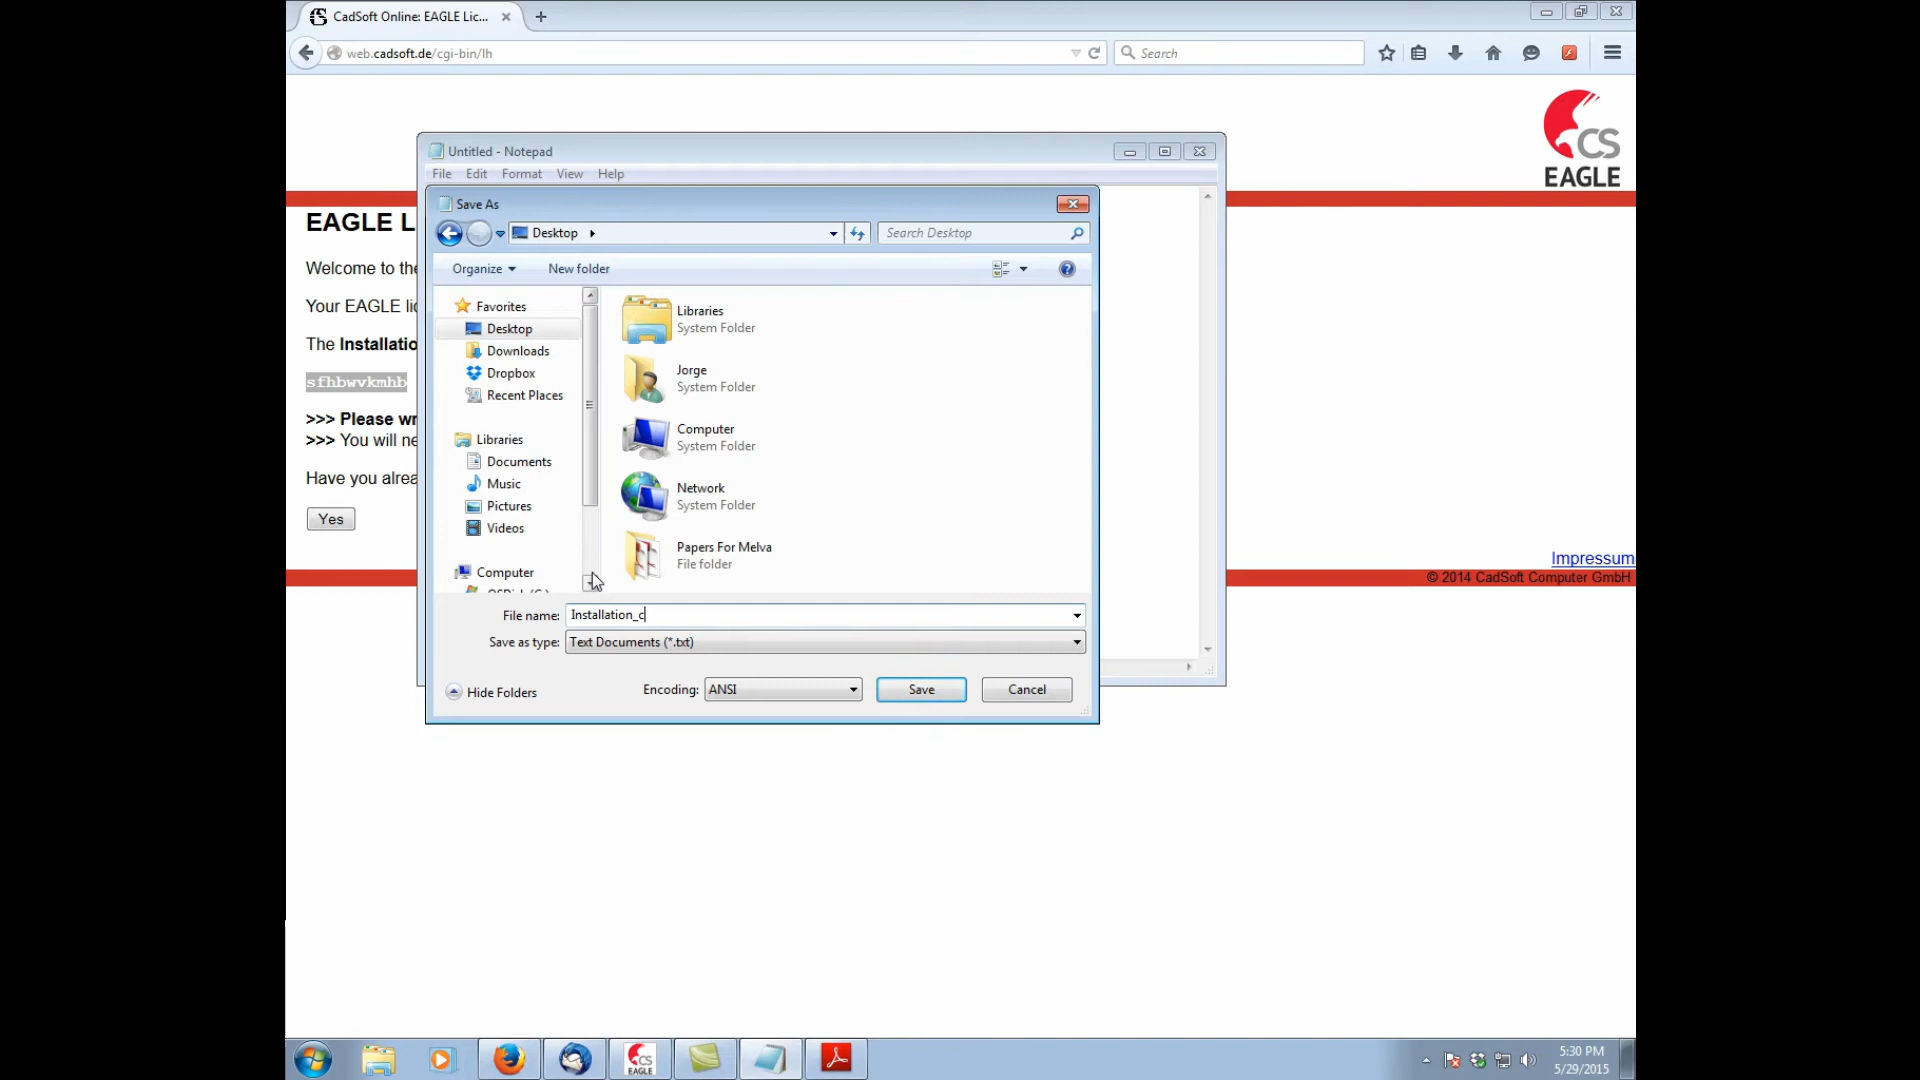 CadSoft Online: EAGLE Lic...
web.cadsoft.de/cgi-bin/lh
Search
CS
EAGLE
Untitled - Notepad
File Edit Format View Help
Save As
Desktop
Search Desktop
Organize
New folder
EAGLE L
Welcome to the
Your EAGLE lic
The Installatio
sfhbwvkmhb
>>> Please wr
>>> You will ne
Have you alrea
Yes
Favorites
Desktop
Downloads
Dropbox
Recent Places
Libraries
Documents
Music
Pictures
Videos
Computer
Libraries
System Folder
Jorge
System Folder
Computer
System Folder
Network
System Folder
Papers For Melva
File folder
File name: Installation_c
Save as type: Text Documents (*.txt)
Hide Folders
Encoding: ANSI
Save
Cancel
Impressum
© 2014 CadSoft Computer GmbH
CS
EAGLE
5:30 PM
5/29/2015